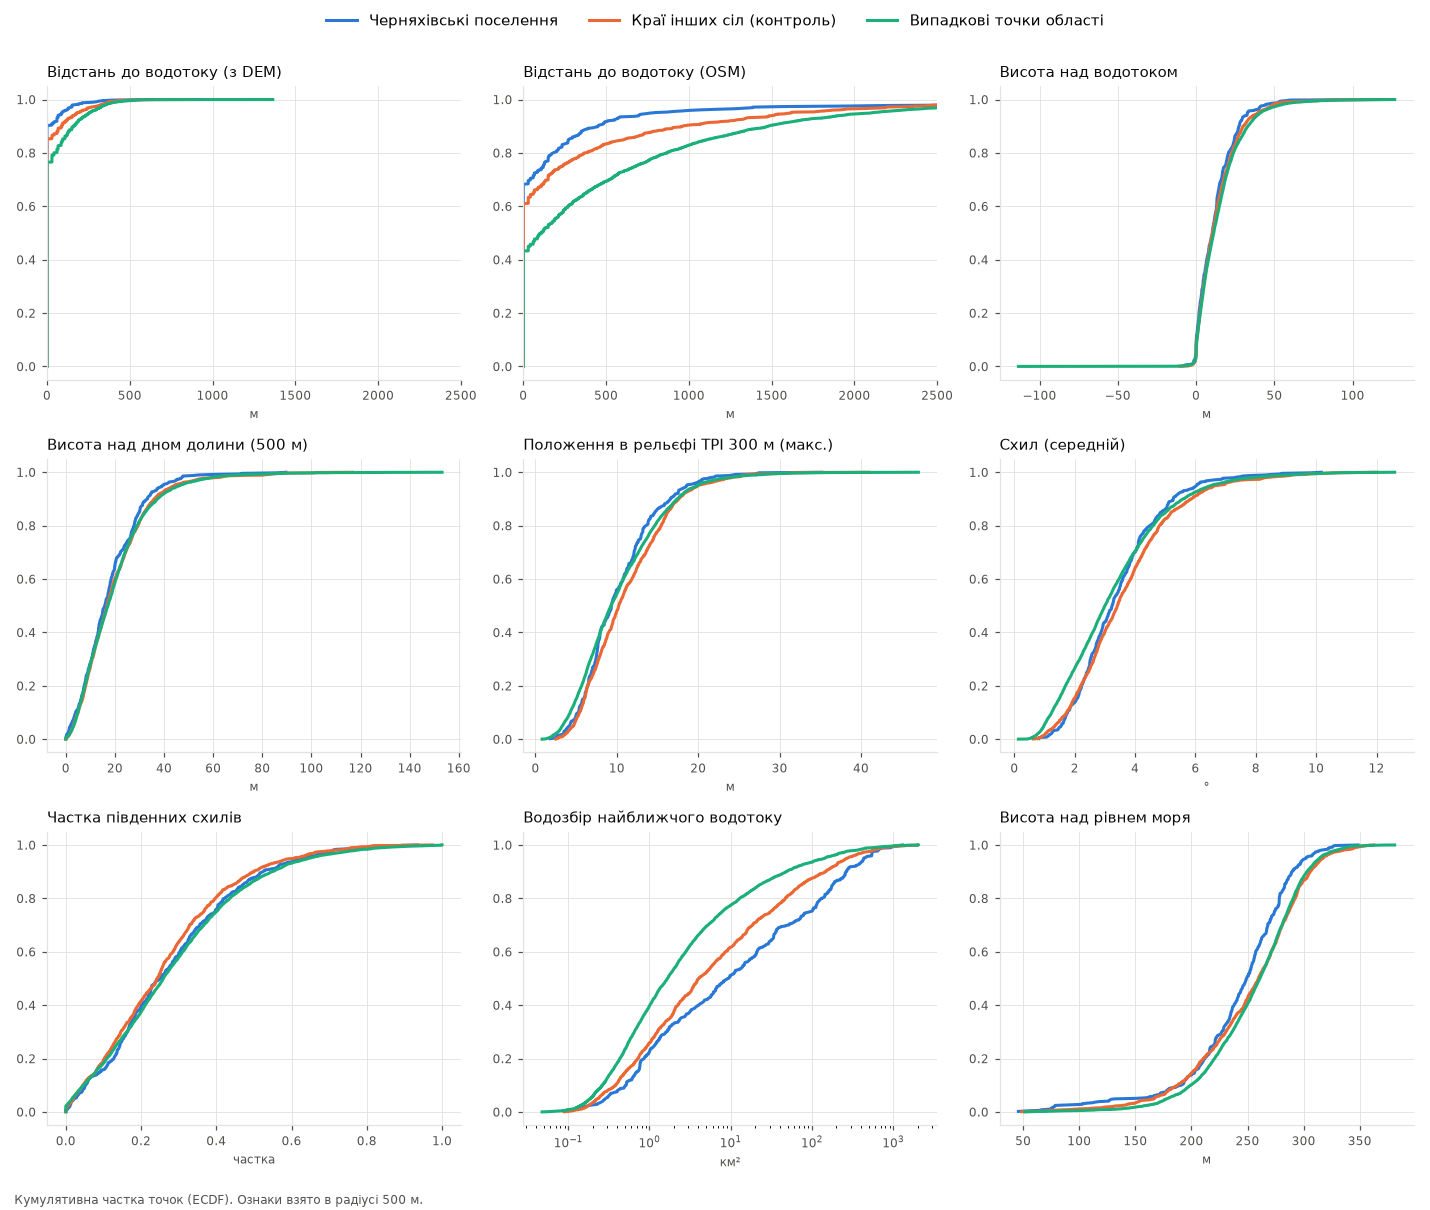 Черняхівські поселення
Краї інших сіл (контроль)
Випадкові точки області
Відстань до водотоку (з DEM)
Відстань до водотоку (OSM)
Висота над водотоком
1.0 0.8 0.6 0.4 0.2 0.0
0 500 1000 1500 2000 2500
м
1.0 0.8 0.6 0.4 0.2 0.0
0 500 1000 1500 2000 2500
м
1.0 0.8 0.6 0.4 0.2 0.0
−100 −50 0 50 100
м
Висота над дном долини (500 м)
Положення в рельєфі TPI 300 м (макс.)
Схил (середній)
1.0 0.8 0.6 0.4 0.2 0.0
0 20 40 60 80 100 120 140 160
м
1.0 0.8 0.6 0.4 0.2 0.0
0 10 20 30 40
м
1.0 0.8 0.6 0.4 0.2 0.0
0 2 4 6 8 10 12
°
Частка південних схилів
Водозбір найближчого водотоку
Висота над рівнем моря
1.0 0.8 0.6 0.4 0.2 0.0
0.0 0.2 0.4 0.6 0.8 1.0
частка
1.0 0.8 0.6 0.4 0.2 0.0
10⁻¹ 10⁰ 10¹ 10² 10³
км²
1.0 0.8 0.6 0.4 0.2 0.0
50 100 150 200 250 300 350
м
Кумулятивна частка точок (ECDF). Ознаки взято в радіусі 500 м.